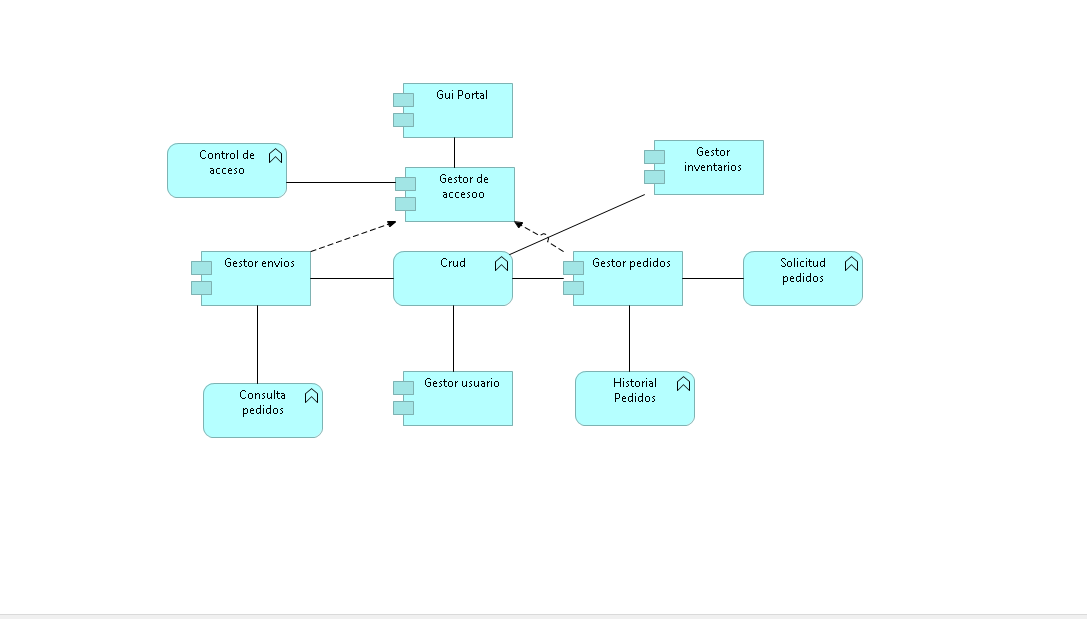 Gui Portal
Control de
acceso
Gestor
inventarios
Gestor de
accesoo
Gestor envios
Crud
Gestor pedidos
Solicitud
pedidos
Consulta
pedidos
Gestor usuario
Historial
Pedidos